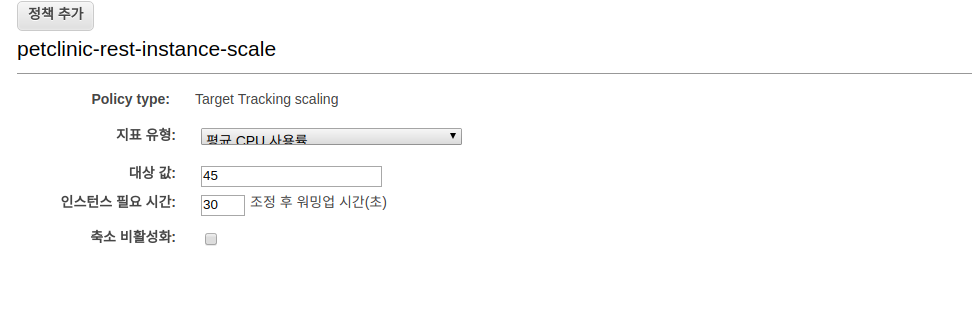 정책 추가
petclinic-rest-instance-scale
Policy type: Target Tracking scaling
지표 유형: 평균 CPU 사용률
대상 값: 45
인스턴스 필요 시간: 30 조정 후 워밍업 시간(초)
축소 비활성화: